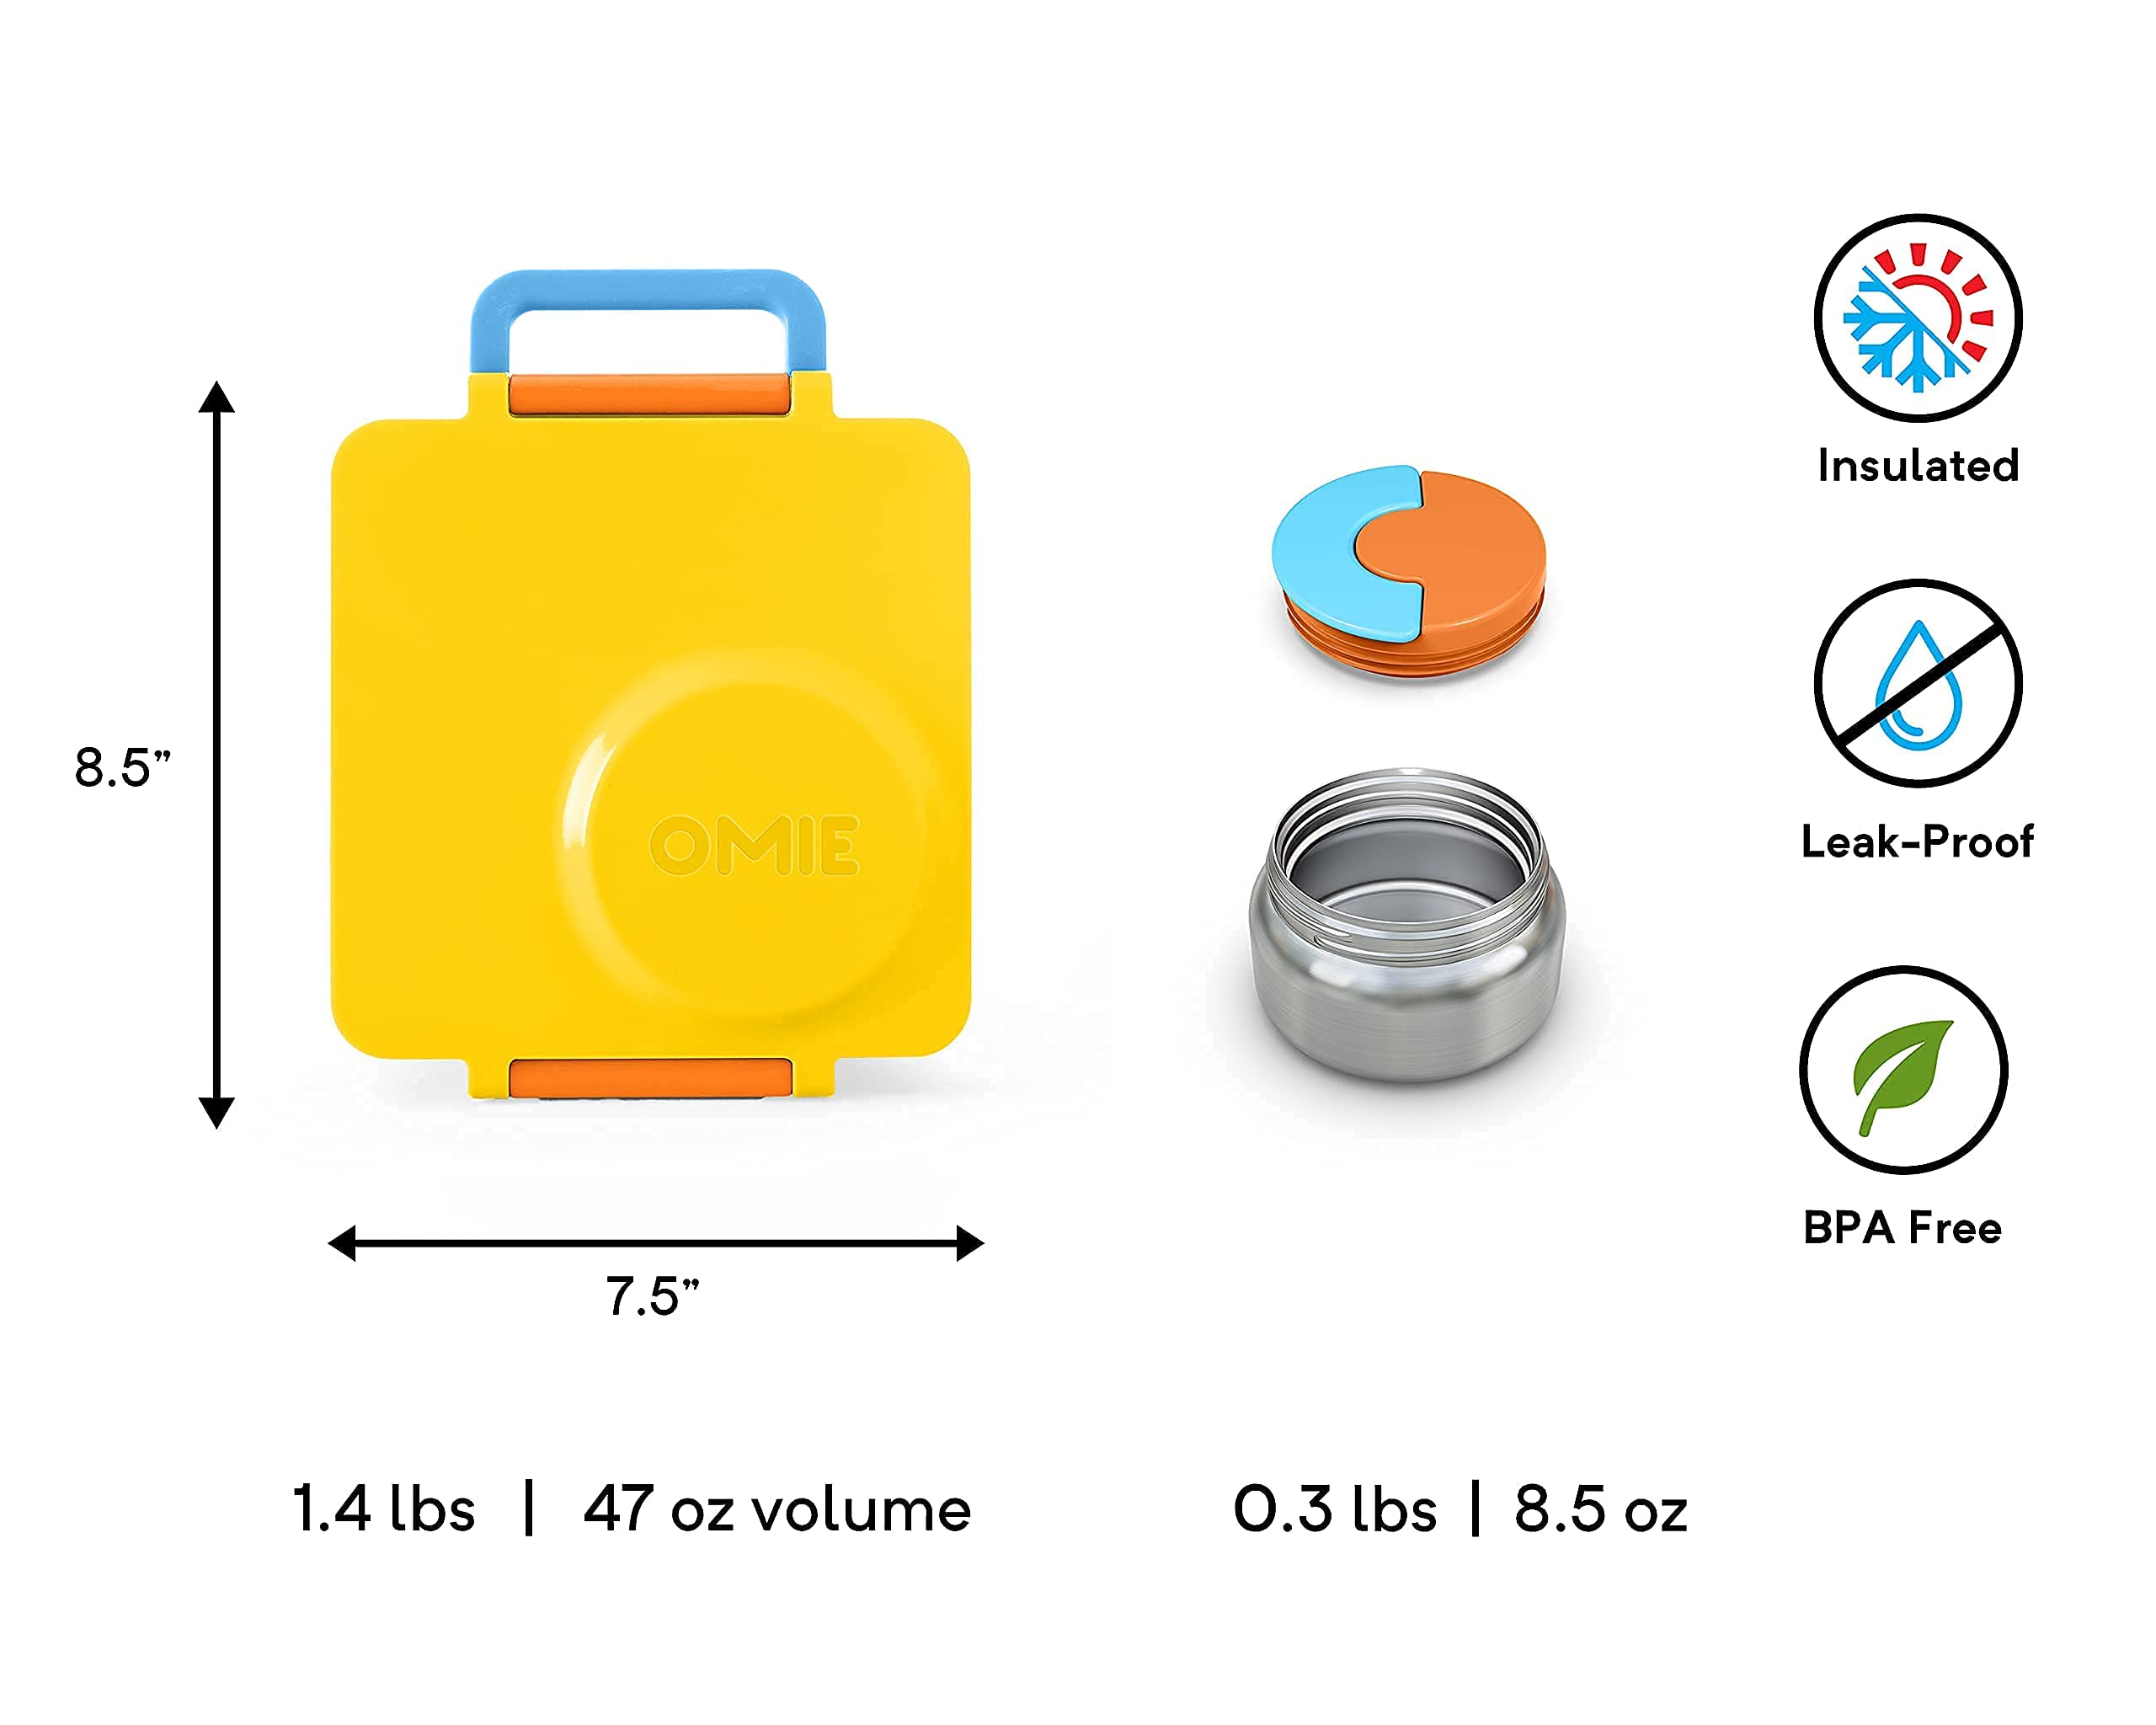 8.5”
OMIE
7.5”
1.4 lbs | 47 oz volume
0.3 lbs | 8.5 oz
Insulated
Leak-Proof
BPA Free